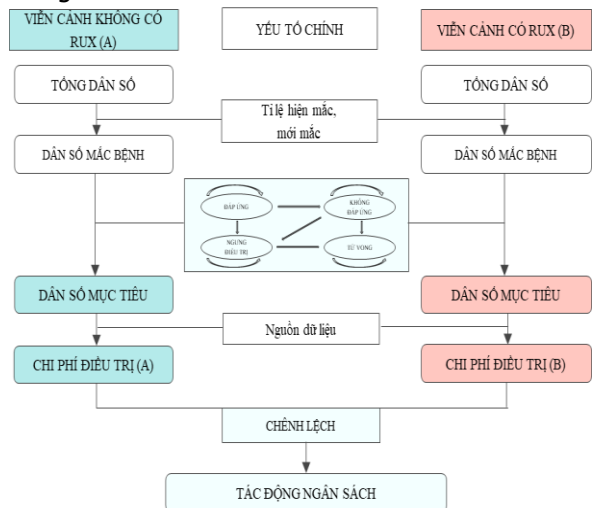 VIỄN CẢNH KHÔNG CÓ
RUX (A)
YẾU TỐ CHÍNH
VIỄN CẢNH CÓ RUX (B)
TỔNG DÂN SỐ
TỔNG DÂN SỐ
Tỉ lệ hiện mắc,
mới mắc
DÂN SỐ MẮC BỆNH
DÂN SỐ MẮC BỆNH
ĐÁP ỨNG
KHÔNG
ĐÁP ỨNG
NGƯNG
ĐIỀU TRỊ
TỬ VONG
DÂN SỐ MỤC TIÊU
DÂN SỐ MỤC TIÊU
Nguồn dữ liệu
CHI PHÍ ĐIỀU TRỊ (A)
CHI PHÍ ĐIỀU TRỊ (B)
CHÊNH LỆCH
TÁC ĐỘNG NGÂN SÁCH